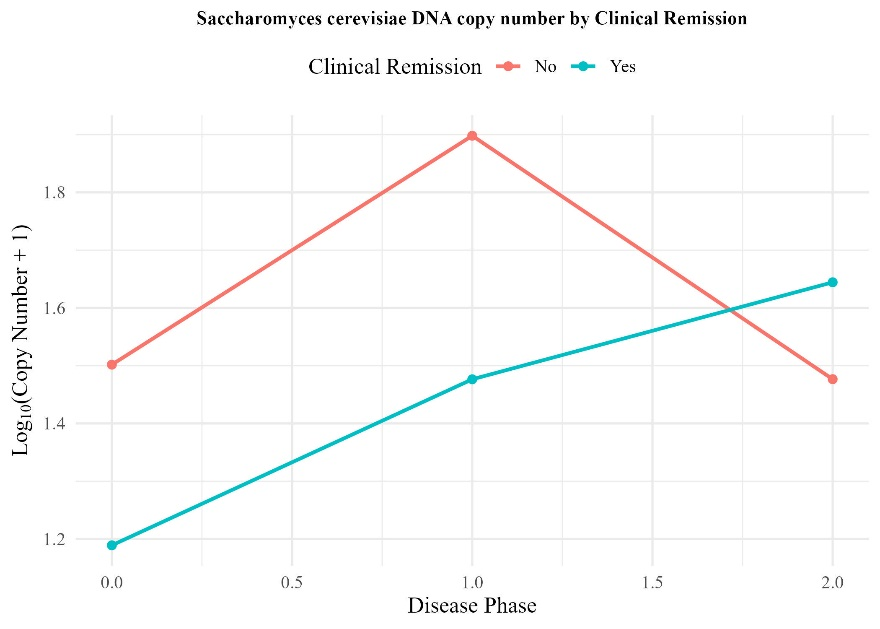 Saccharomyces cerevisiae DNA copy number by Clinical Remission
Clinical Remission No Yes
Log10(Copy Number + 1)
1.8
1.6
1.4
1.2
0.0 0.5 1.0 1.5 2.0
Disease Phase